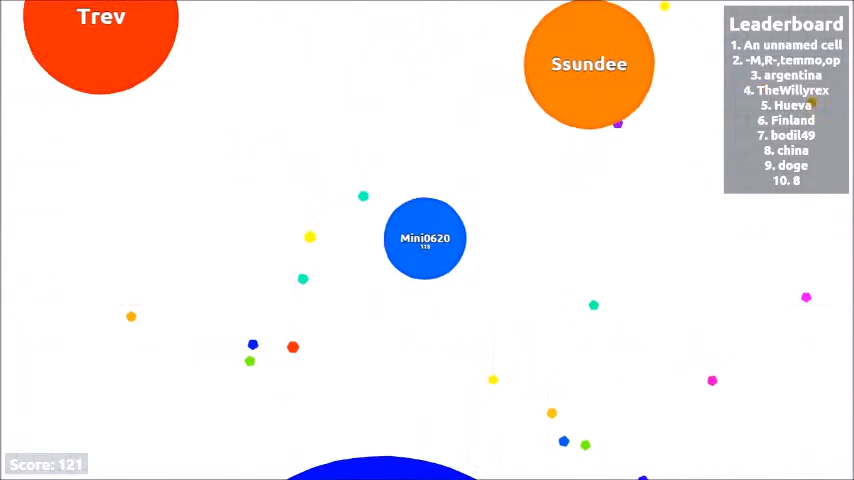 Trev
Ssundee
Mini0620
118
Leaderboard
1. An unnamed cell
2. -M,R-,temmo,op
3. argentina
4. TheWillyrex
5. Hueva
6. Finland
7. bodil49
8. china
9. doge
10. 8
Score: 121